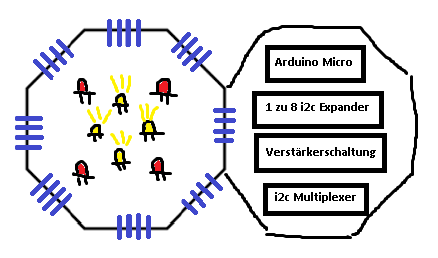 Arduino Micro
1 zu 8 i2c Expander
Verstärkerschaltung
i2c Multiplexer